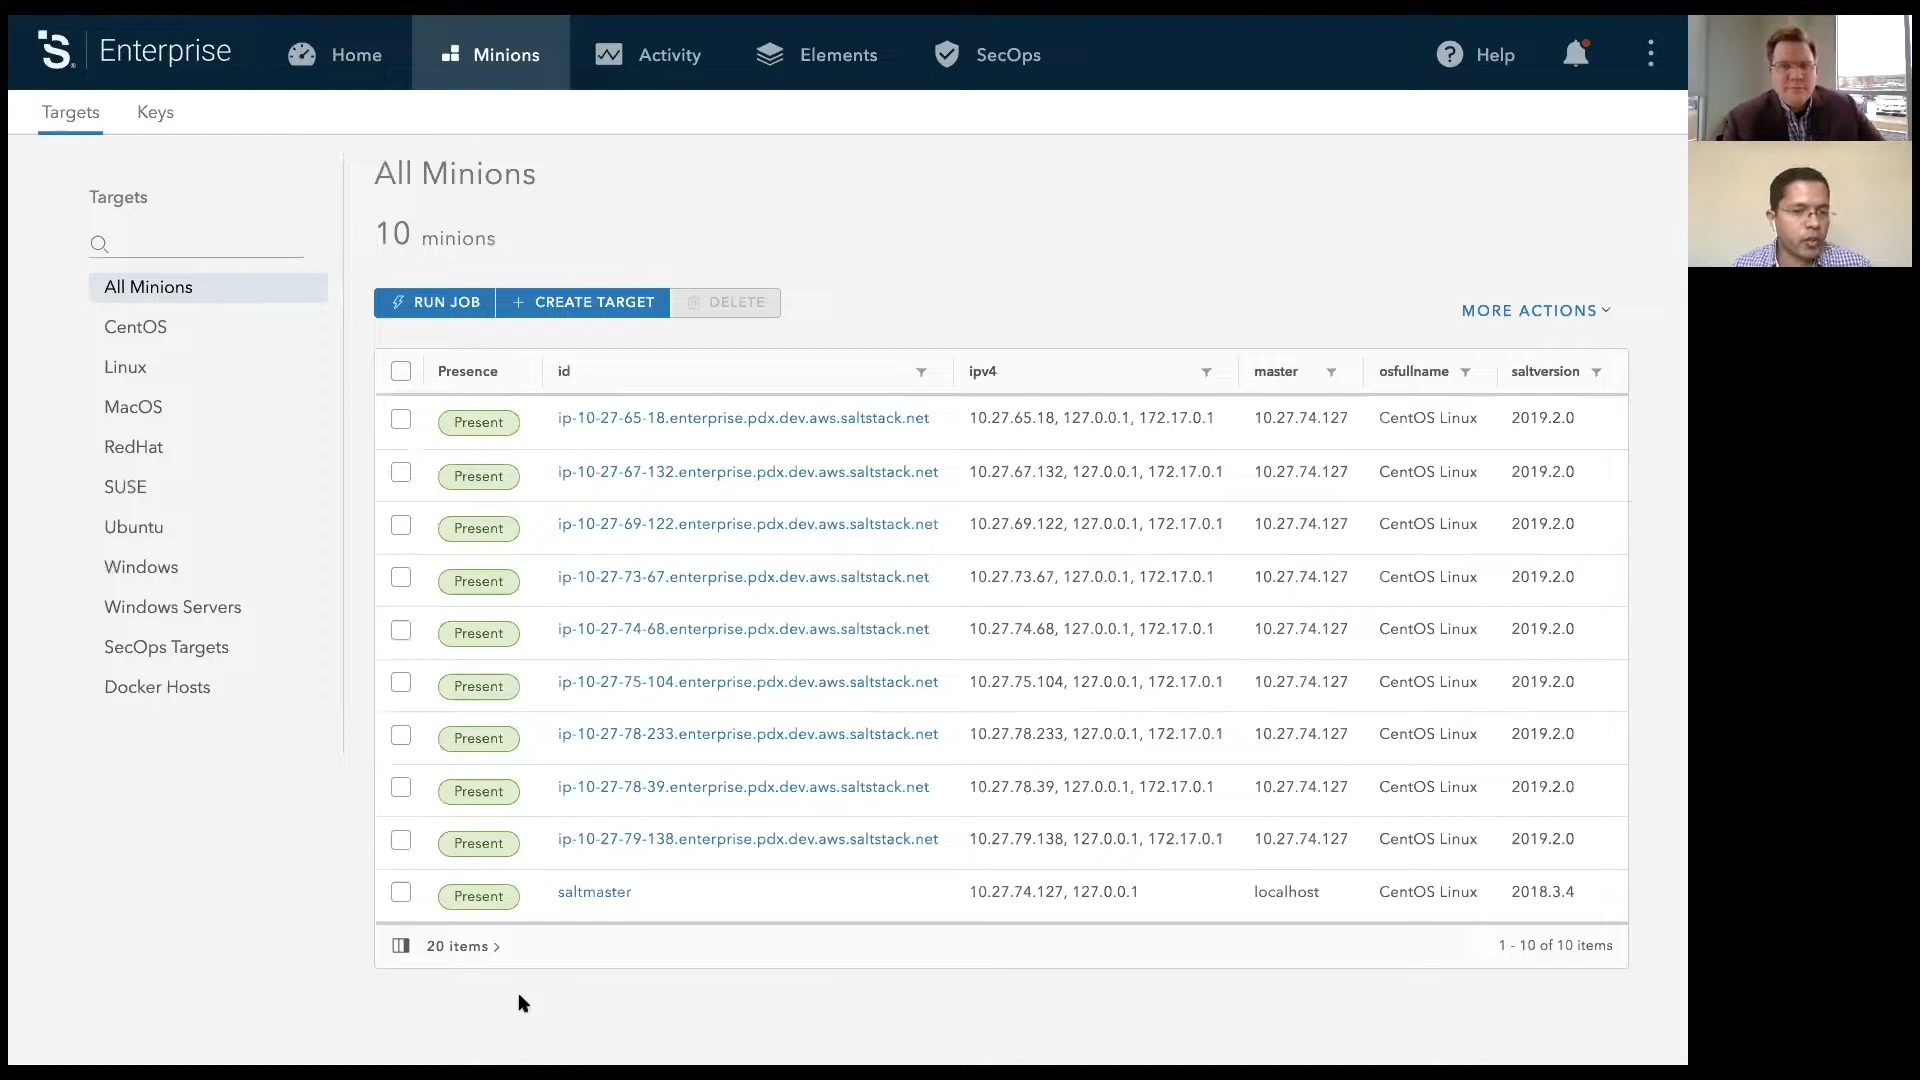 S. Enterprise Home Minions Activity Elements SecOps Help
Targets Keys
Targets
All Minions
CentOS
Linux
MacOS
RedHat
SUSE
Ubuntu
Windows
Windows Servers
SecOps Targets
Docker Hosts
All Minions
10 minions
RUN JOB + CREATE TARGET DELETE
MORE ACTIONS
Presence id ipv4 master osfullname saltversion
Present ip-10-27-65-18.enterprise.pdx.dev.aws.saltstack.net 10.27.65.18, 127.0.0.1, 172.17.0.1 10.27.74.127 CentOS Linux 2019.2.0
Present ip-10-27-67-132.enterprise.pdx.dev.aws.saltstack.net 10.27.67.132, 127.0.0.1, 172.17.0.1 10.27.74.127 CentOS Linux 2019.2.0
Present ip-10-27-69-122.enterprise.pdx.dev.aws.saltstack.net 10.27.69.122, 127.0.0.1, 172.17.0.1 10.27.74.127 CentOS Linux 2019.2.0
Present ip-10-27-73-67.enterprise.pdx.dev.aws.saltstack.net 10.27.73.67, 127.0.0.1, 172.17.0.1 10.27.74.127 CentOS Linux 2019.2.0
Present ip-10-27-74-68.enterprise.pdx.dev.aws.saltstack.net 10.27.74.68, 127.0.0.1, 172.17.0.1 10.27.74.127 CentOS Linux 2019.2.0
Present ip-10-27-75-104.enterprise.pdx.dev.aws.saltstack.net 10.27.75.104, 127.0.0.1, 172.17.0.1 10.27.74.127 CentOS Linux 2019.2.0
Present ip-10-27-78-233.enterprise.pdx.dev.aws.saltstack.net 10.27.78.233, 127.0.0.1, 172.17.0.1 10.27.74.127 CentOS Linux 2019.2.0
Present ip-10-27-78-39.enterprise.pdx.dev.aws.saltstack.net 10.27.78.39, 127.0.0.1, 172.17.0.1 10.27.74.127 CentOS Linux 2019.2.0
Present ip-10-27-79-138.enterprise.pdx.dev.aws.saltstack.net 10.27.79.138, 127.0.0.1, 172.17.0.1 10.27.74.127 CentOS Linux 2019.2.0
Present saltmaster 10.27.74.127, 127.0.0.1 localhost CentOS Linux 2018.3.4
20 items > 1 - 10 of 10 items